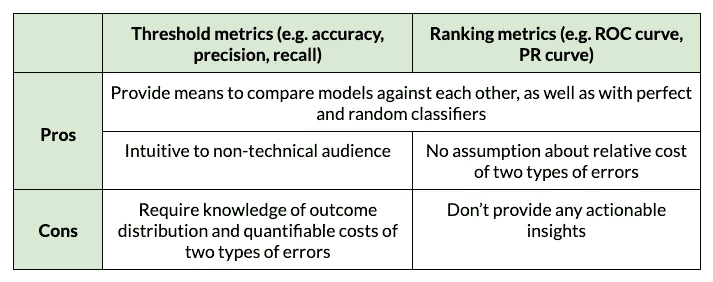 Threshold metrics (e.g. accuracy,
precision, recall)
Ranking metrics (e.g. ROC curve,
PR curve)
Pros
Provide means to compare models against each other, as well as with perfect
and random classifiers
Intuitive to non-technical audience
No assumption about relative cost
of two types of errors
Cons
Require knowledge of outcome
distribution and quantifiable costs of
two types of errors
Don't provide any actionable
insights